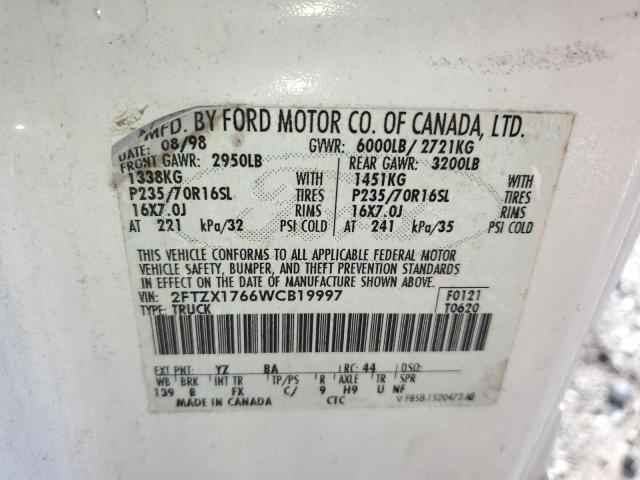 MFD. BY FORD MOTOR CO. OF CANADA, LTD.
DATE: 08/98 GVWR: 6000LB/ 2721KG
FRONT GAWR: 2950LB REAR GAWR: 3200LB
1338KG WITH 1451KG WITH
P235/70R16SL TIRES P235/70R16SL TIRES
16X7.0J RIMS 16X7.0J RIMS
AT 221 kPa/32 PSI COLD AT 241 kPa/35 PSI COLD
THIS VEHICLE CONFORMS TO ALL APPLICABLE FEDERAL MOTOR
VEHICLE SAFETY, BUMPER, AND THEFT PREVENTION STANDARDS
IN EFFECT ON THE DATE OF MANUFACTURE SHOWN ABOVE.
VIN: 2FTZX1766WCB19997 F0121
TYPE: TRUCK T0620
EXT PNT: YZ BA RC: 44 DSO:
WB BRK INT TR TP/PS R AXLE TR SPR
139 B FX C/ 9 H9 U NF
MADE IN CANADA CTC